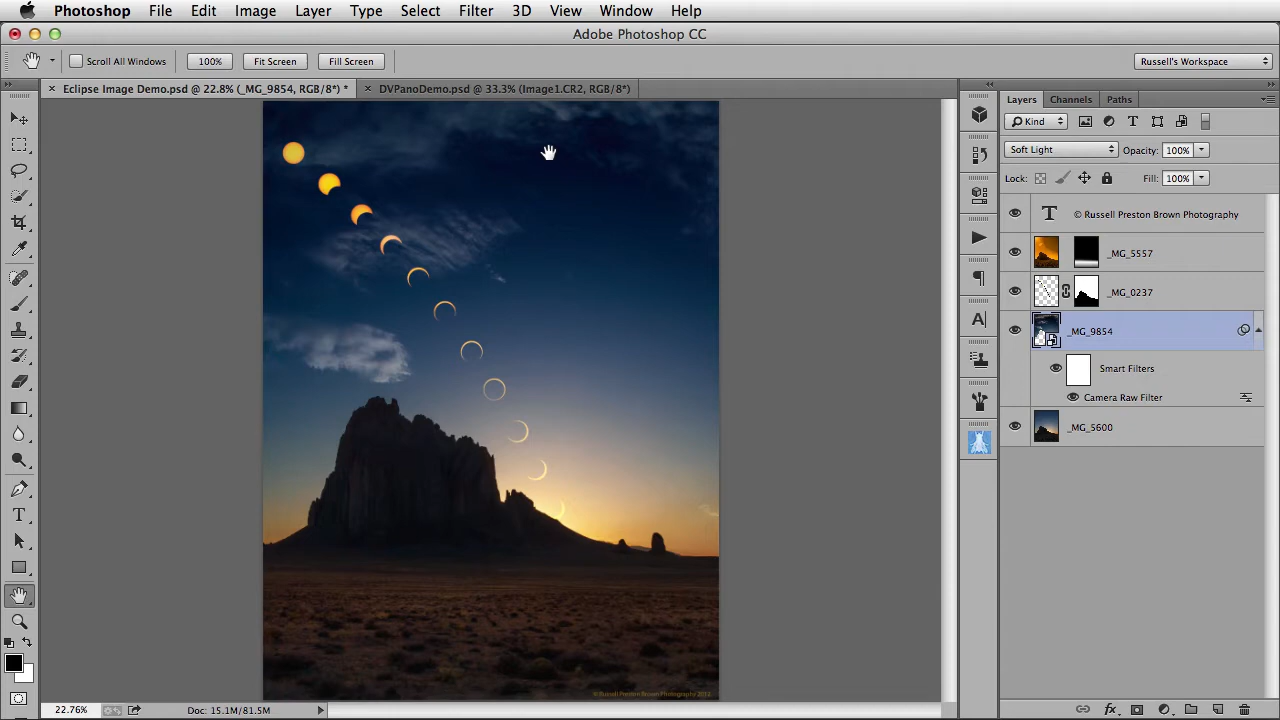 Photoshop File Edit Image Layer Type Select Filter 3D View Window Help
Adobe Photoshop CC
Scroll All Windows 100% Fit Screen Fill Screen Russell's Workspace
× Eclipse Image Demo.psd @ 22.8% (_MG_9854, RGB/8*) * × DVPanoDemo.psd @ 33.3% (Image1.CR2, RGB/8*)
Layers Channels Paths
Kind
Soft Light Opacity: 100%
Lock: Fill: 100%
T © Russell Preston Brown Photography
_MG_5557
_MG_0237
_MG_9854
Smart Filters
Camera Raw Filter
_MG_5600
© Russell Preston Brown Photography 2012
22.76% Doc: 15.1M/81.5M
fx